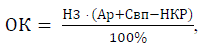 ОК = Нз · (Ар+Свп–НКР) / 100% ,